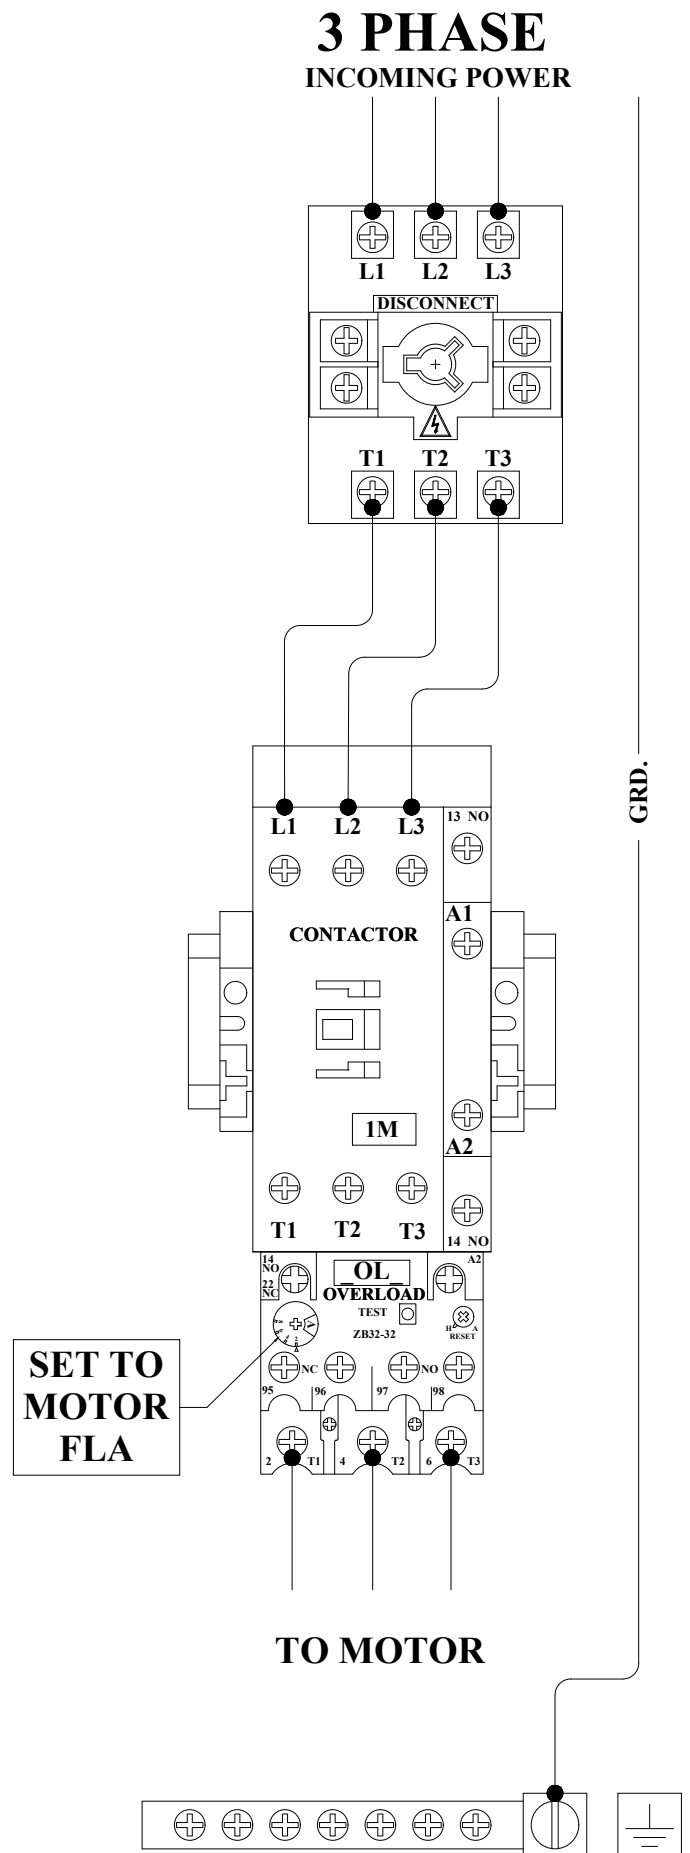 3 PHASE
INCOMING POWER
L1 L2 L3
DISCONNECT
T1 T2 T3
GRD.
L1 L2 L3
13 NO
A1
CONTACTOR
1M
A2
T1 T2 T3
14 NO
14 NO
22 NC
_OL_
A2
OVERLOAD
TEST
ZB32-32
H A
RESET
SET TO
MOTOR
FLA
NC NO
95 96 97 98
2 T1 4 T2 6 T3
TO MOTOR